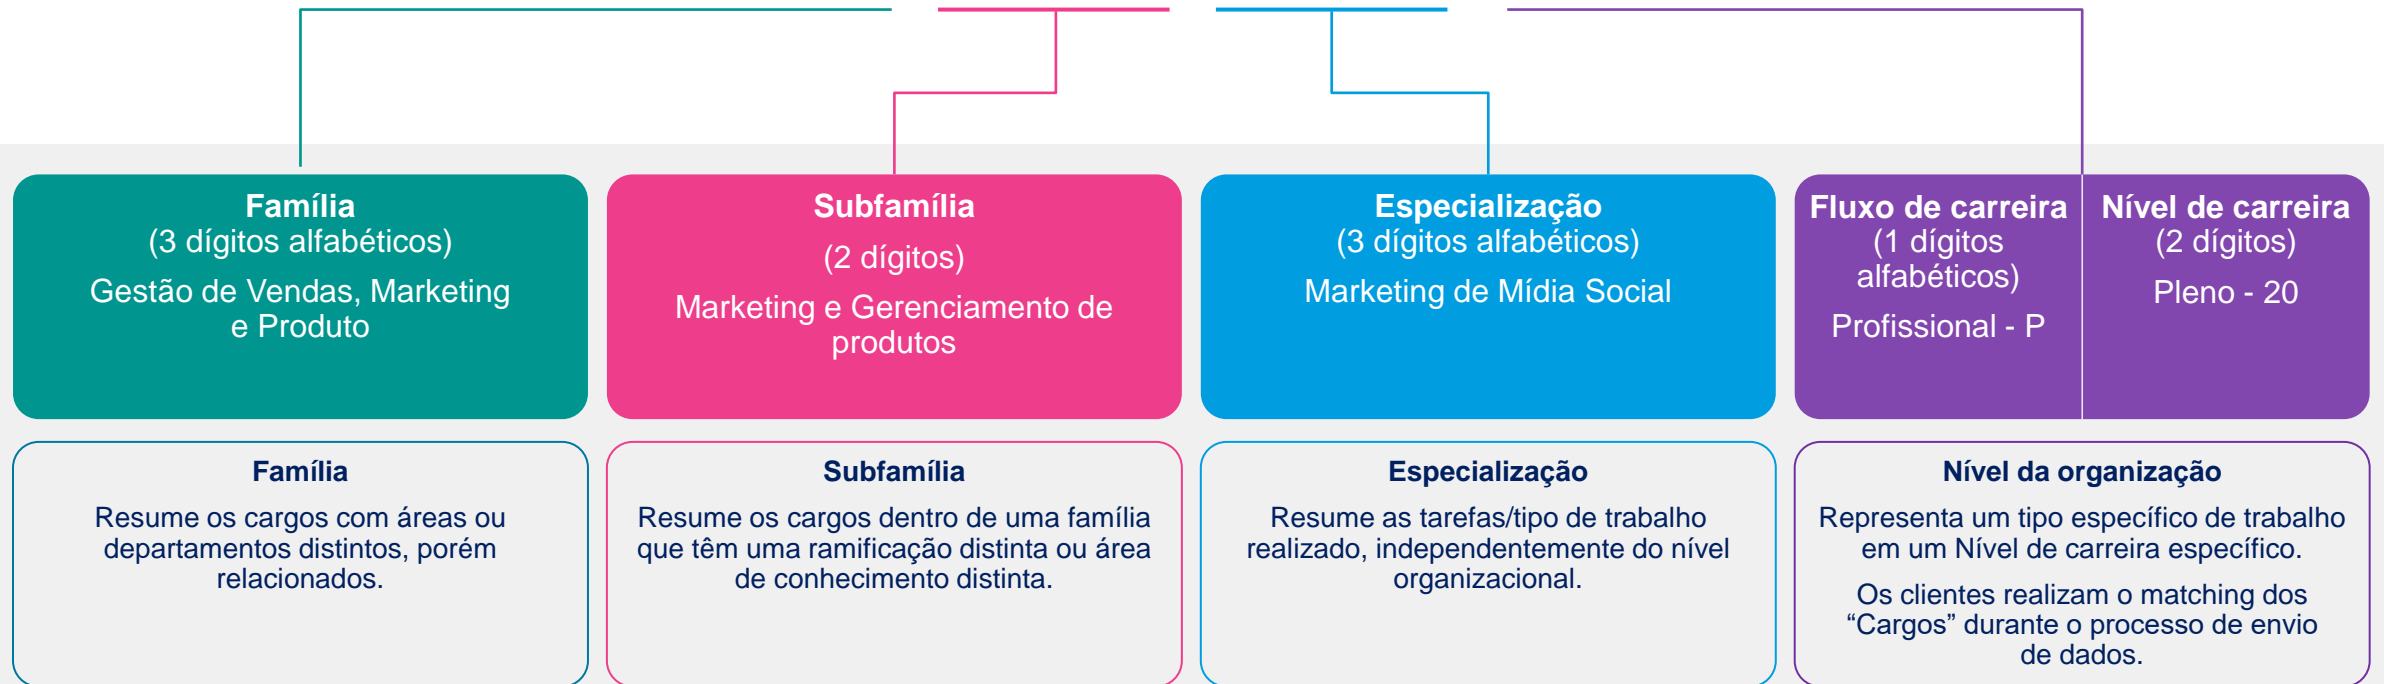 Família
(3 dígitos alfabéticos)
Gestão de Vendas, Marketing
e Produto
Subfamília
(2 dígitos)
Marketing e Gerenciamento de
produtos
Especialização
(3 dígitos alfabéticos)
Marketing de Mídia Social
Fluxo de carreira
(1 dígitos
alfabéticos)
Profissional - P
Nível de carreira
(2 dígitos)
Pleno - 20
Família
Resume os cargos com áreas ou
departamentos distintos, porém
relacionados.
Subfamília
Resume os cargos dentro de uma família
que têm uma ramificação distinta ou área
de conhecimento distinta.
Especialização
Resume as tarefas/tipo de trabalho
realizado, independentemente do nível
organizacional.
Nível da organização
Representa um tipo específico de trabalho
em um Nível de carreira específico.
Os clientes realizam o matching dos
“Cargos” durante o processo de envio
de dados.